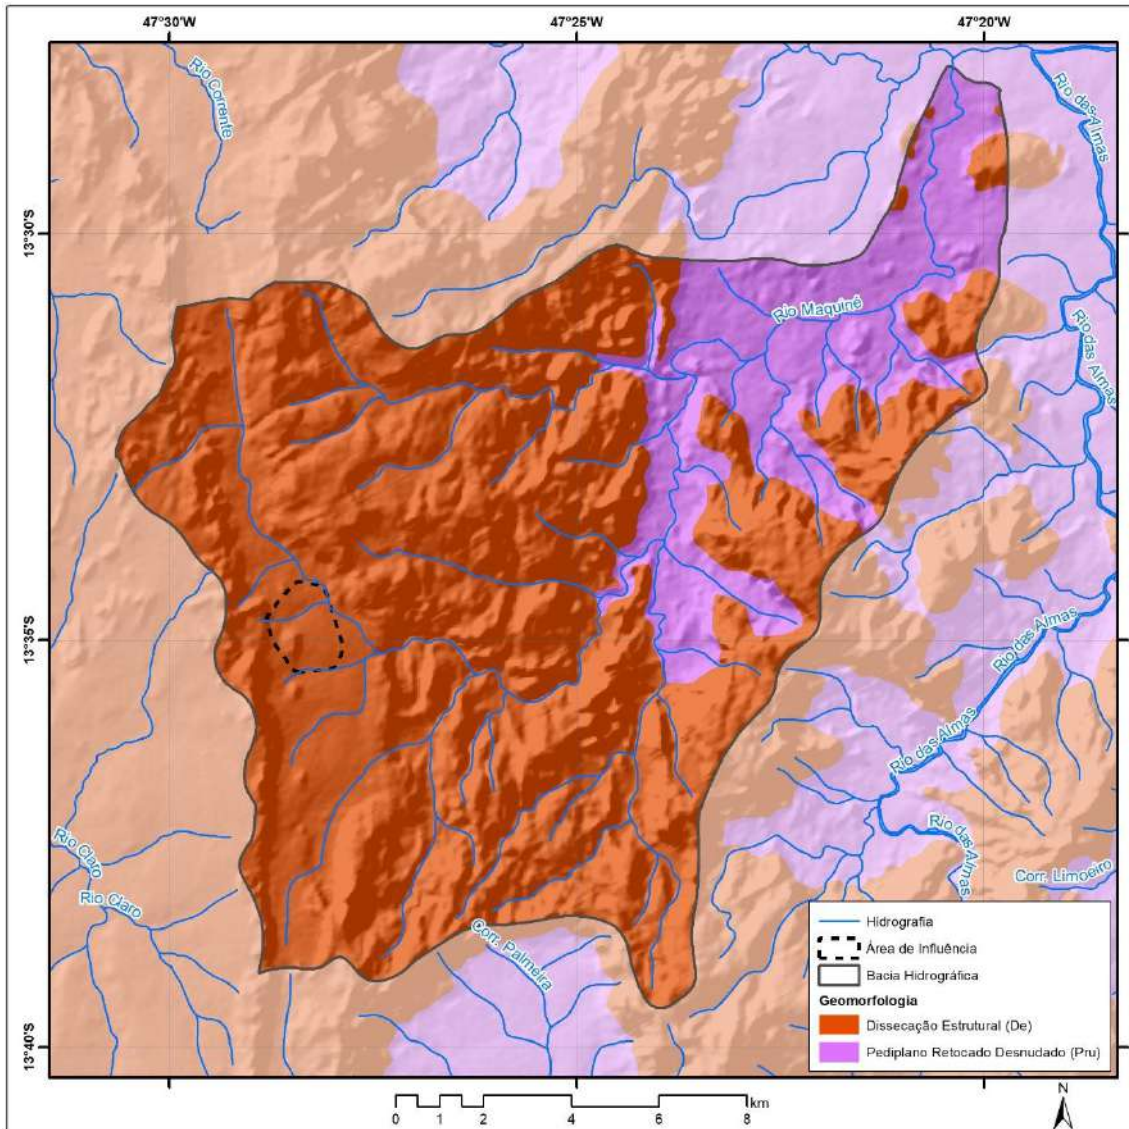 47°30'W
47°25'W
47°20'W
Rio Corrente
Rio das Almas
13°30'S
Rio Maquiné
Rio das Almas
13°35'S
Rio das Almas
Rio das Almas
Rio das Almas
Rio Claro
Rio Claro
Corr. Palmeira
Corr. Limoeiro
Hidrografia
Área de Influência
Bacia Hidrográfica
Geomorfologia
Dissecação Estrutural (De)
Pediplano Retocado Desnudado (Pru)
13°40'S
N
km
0 1 2 4 6 8